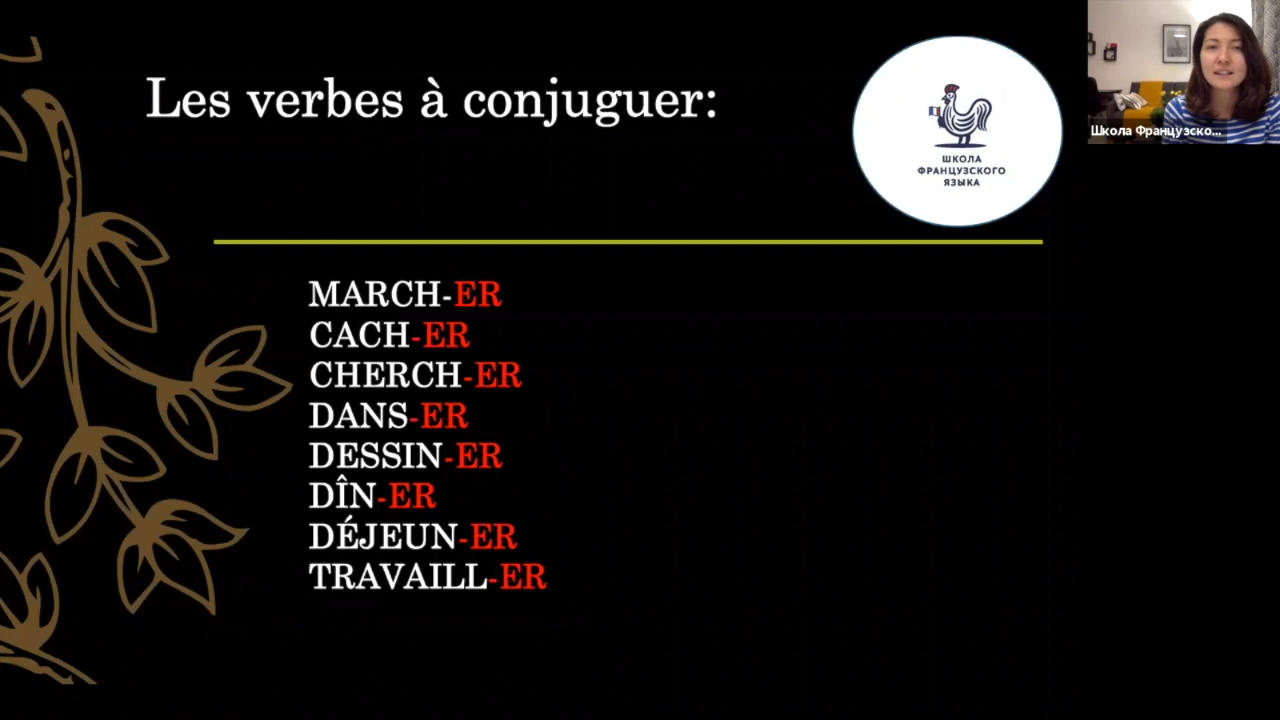 Les verbes à conjuguer:
ШКОЛА
ФРАНЦУЗСКОГО
ЯЗЫКА
Школа Французско...
MARCH-ER
CACH-ER
CHERCH-ER
DANS-ER
DESSIN-ER
DÎN-ER
DÉJEUN-ER
TRAVAILL-ER